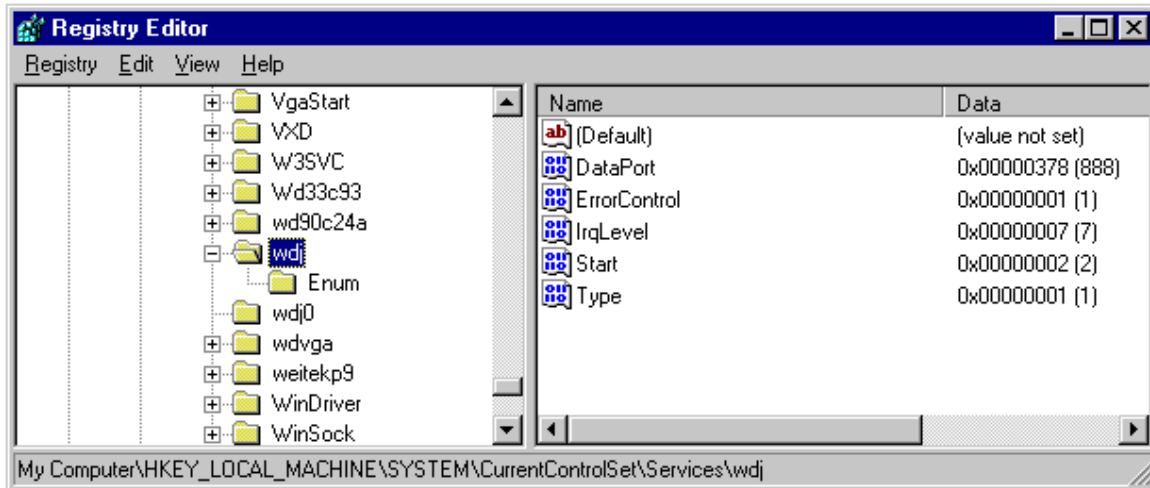 Registry Editor
Registry Edit View Help
VgaStart
VXD
W3SVC
Wd33c93
wd90c24a
wdj
Enum
wdj0
wdvga
weitekp9
WinDriver
WinSock
Name Data
(Default) (value not set)
DataPort 0x00000378 (888)
ErrorControl 0x00000001 (1)
IrqLevel 0x00000007 (7)
Start 0x00000002 (2)
Type 0x00000001 (1)
My Computer\HKEY_LOCAL_MACHINE\SYSTEM\CurrentControlSet\Services\wdj